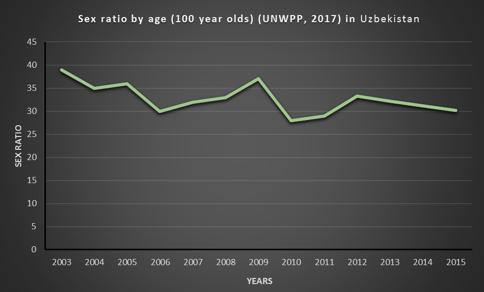 Sex ratio by age (100 year olds) (UNWPP, 2017) in Uzbekistan
45
40
35
30
25
20
15
10
5
0
SEX RATIO
2003 2004 2005 2006 2007 2008 2009 2010 2011 2012 2013 2014 2015
YEARS